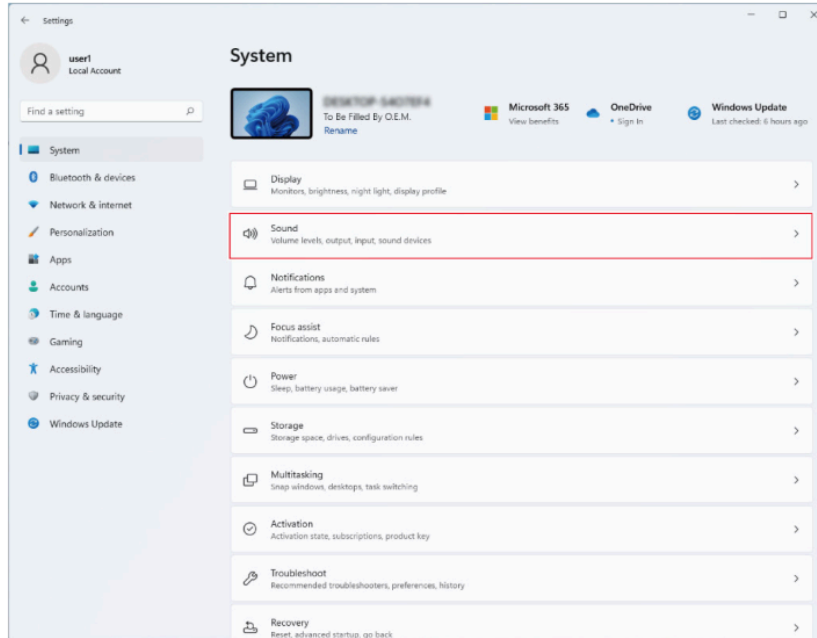 Settings
user1
Local Account
Find a setting
System
Bluetooth & devices
Network & internet
Personalization
Apps
Accounts
Time & language
Gaming
Accessibility
Privacy & security
Windows Update
System
To Be Filled By O.E.M.
Rename
Microsoft 365
View benefits
OneDrive
• Sign In
Windows Update
Last checked: 6 hours ago
Display
Monitors, brightness, night light, display profile
Sound
Volume levels, output, input, sound devices
Notifications
Alerts from apps and system
Focus assist
Notifications, automatic rules
Power
Sleep, battery usage, battery saver
Storage
Storage space, drives, configuration rules
Multitasking
Snap windows, desktops, task switching
Activation
Activation state, subscriptions, product key
Troubleshoot
Recommended troubleshooters, preferences, history
Recovery
Reset, advanced startup, go back